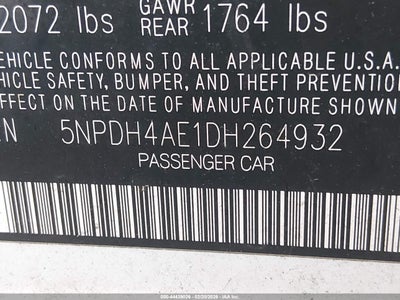 GAWR
2072 lbs REAR 1764 lbs
VEHICLE CONFORMS TO ALL APPLICABLE U.S.A.
VEHICLE SAFETY, BUMPER, AND THEFT PREVENTION
EFFECT ON THE DATE OF MANUFACTURE SHOWN
5NPDH4AE1DH264932
PASSENGER CAR